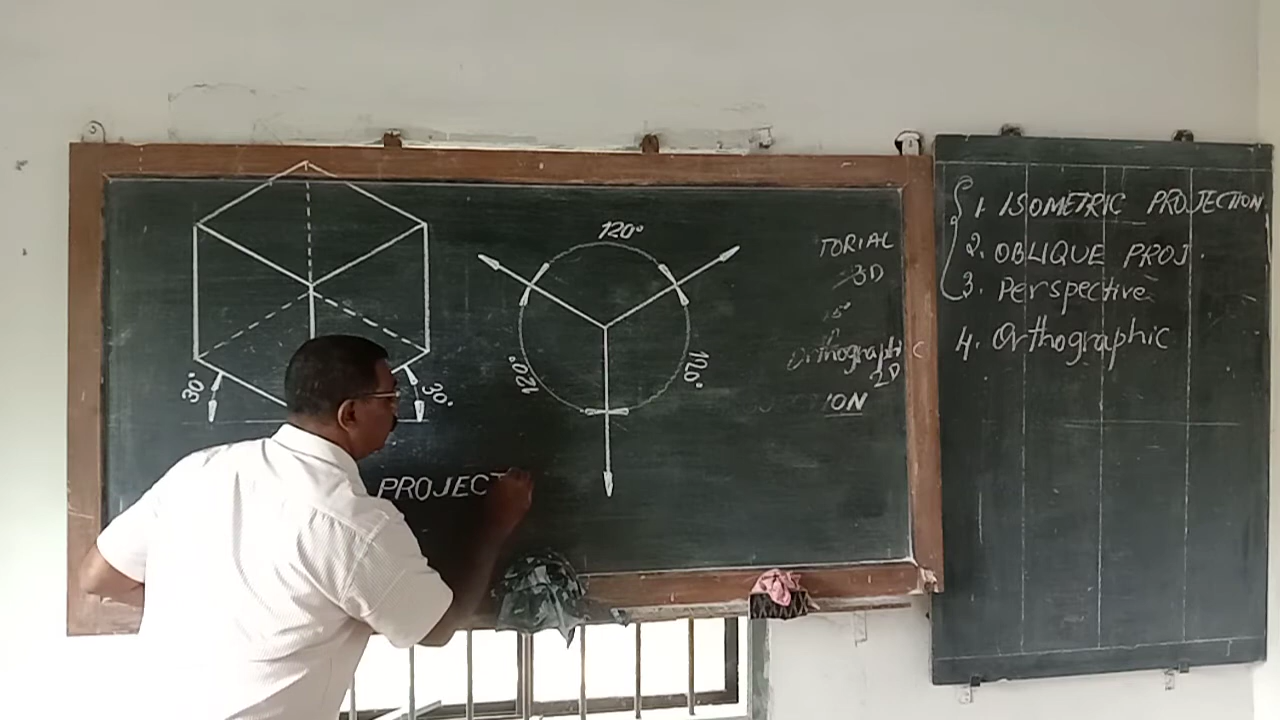 120°
120°
120°
30°
30°
PROJECT
TORIAL
3D
Orthographic
2D
ION
1. ISOMETRIC PROJECTION
2. OBLIQUE PROJ.
3. Perspective
4. Orthographic